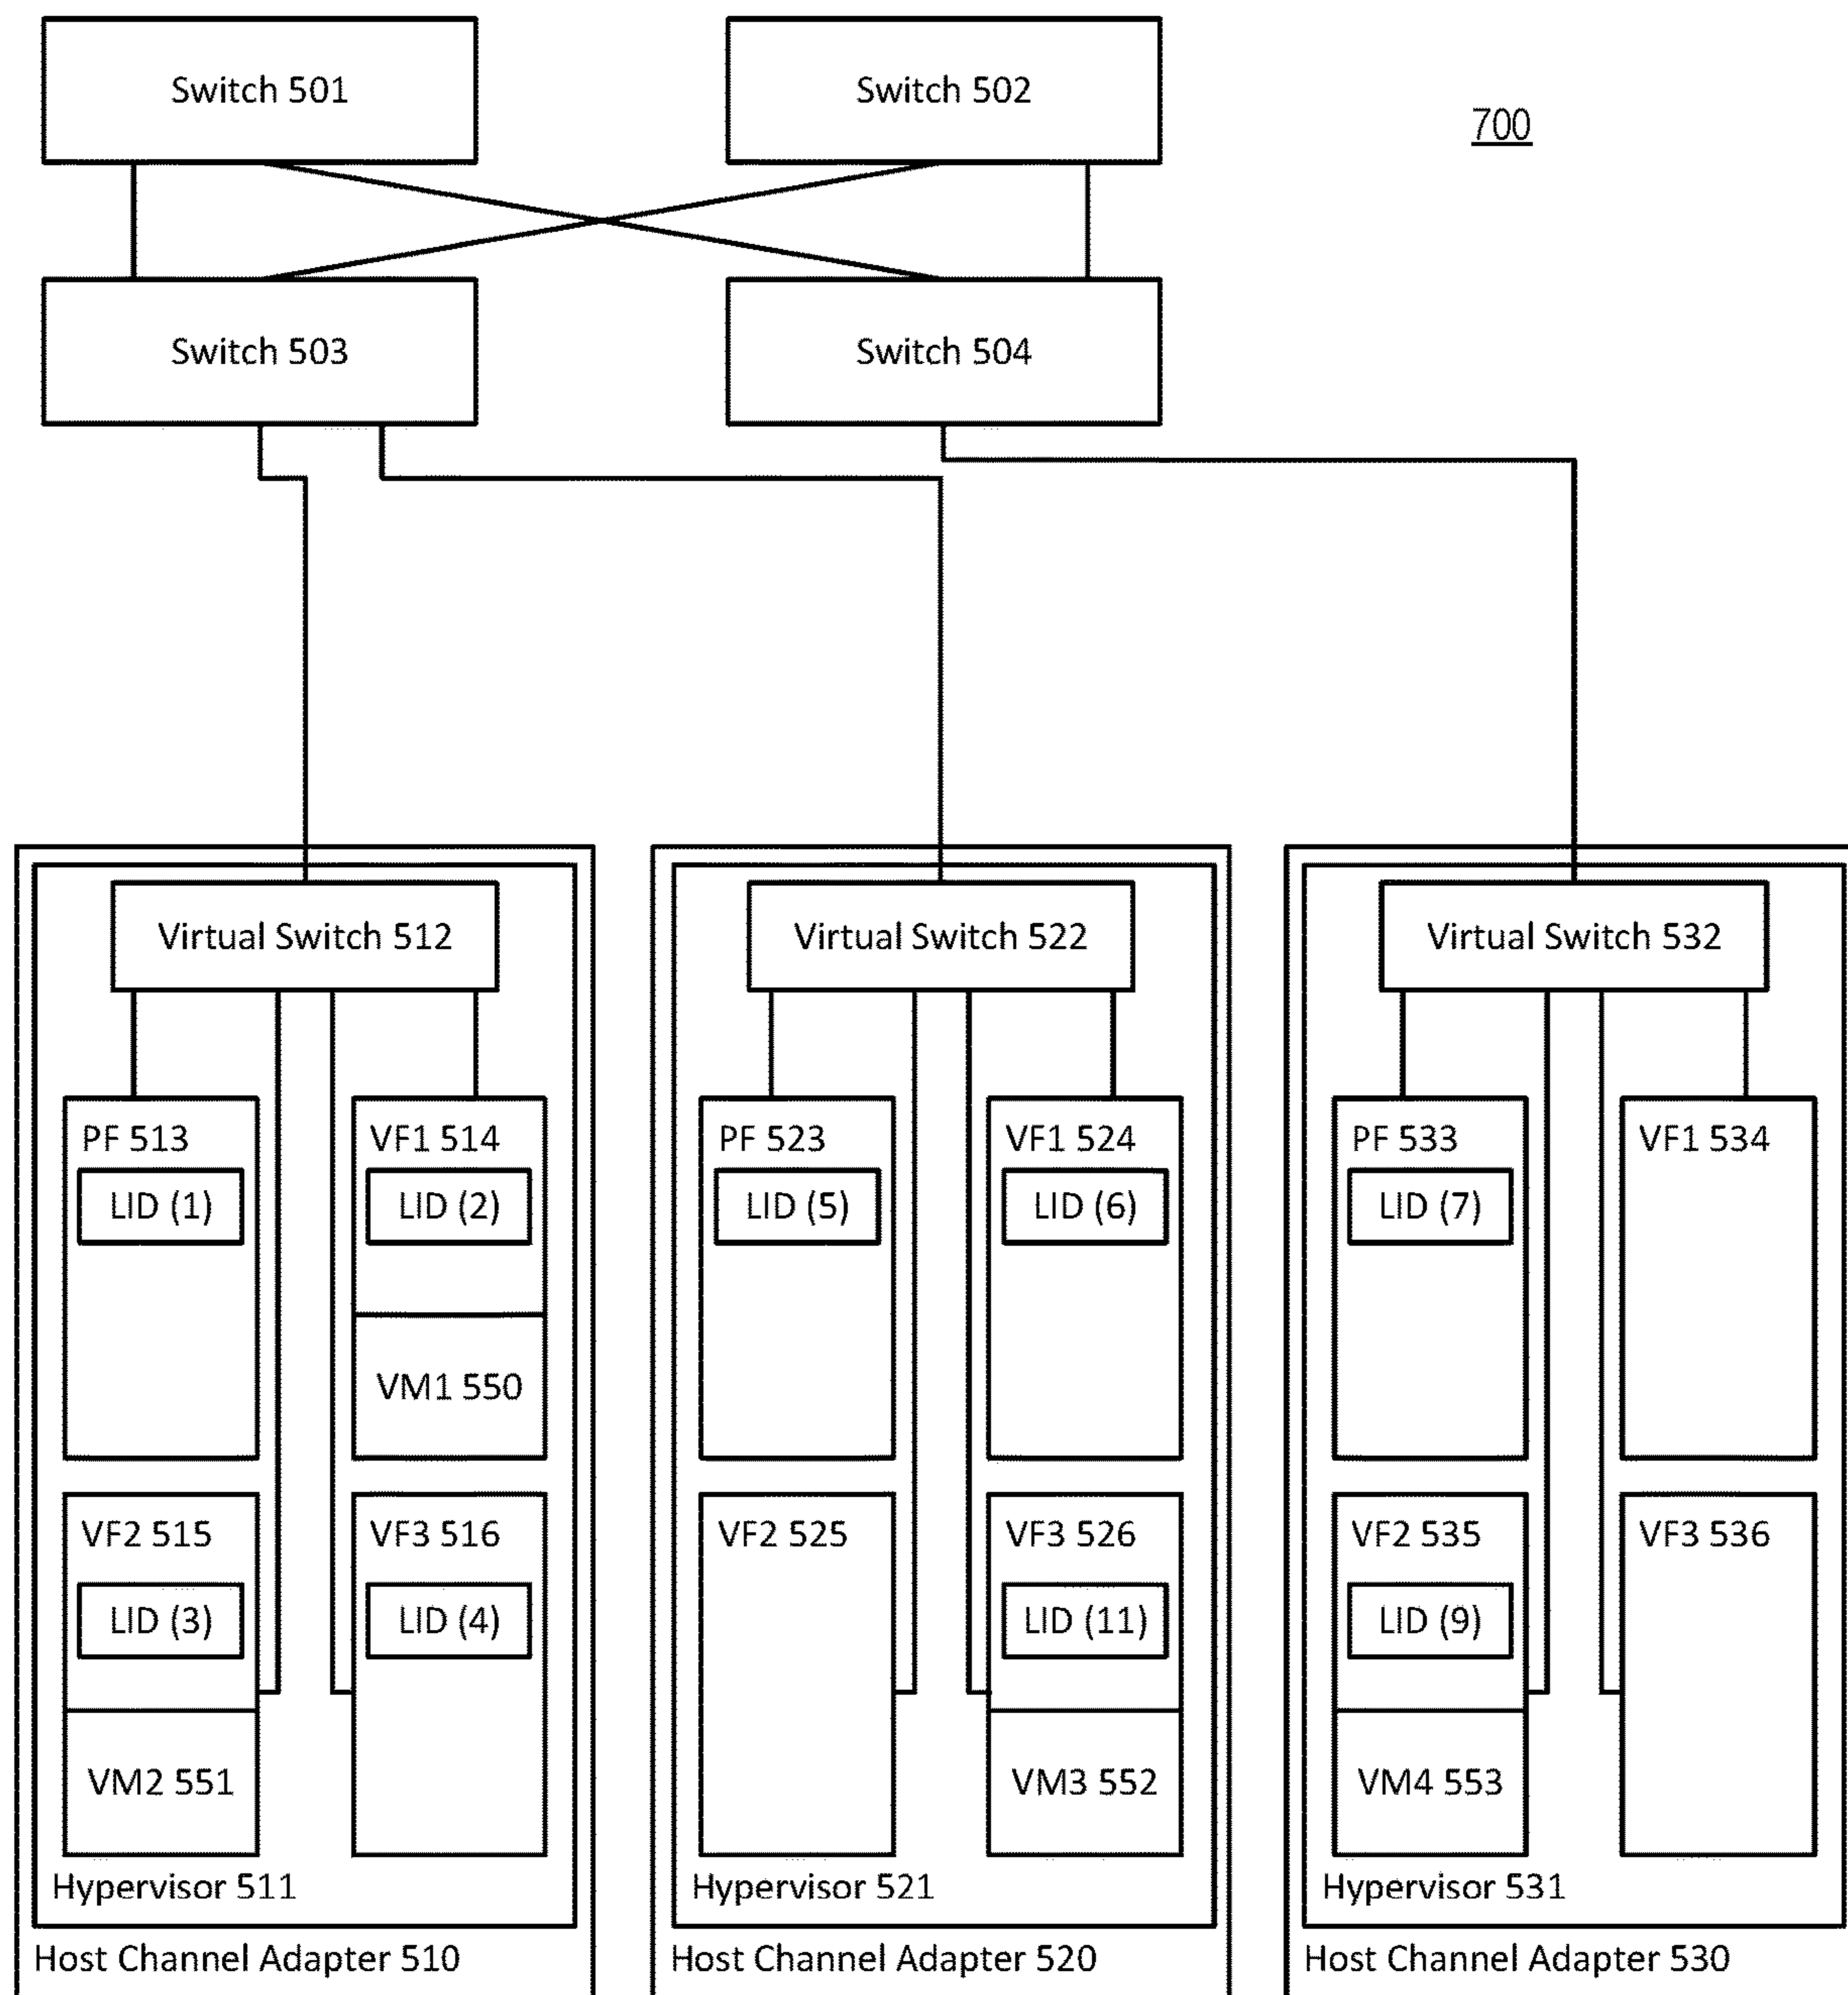 Switch 501
Switch 502
700
Switch 503
Switch 504
Virtual Switch 512
Virtual Switch 522
Virtual Switch 532
PF 513
LID (1)
VF1 514
LID (2)
VM1 550
PF 523
LID (5)
VF1 524
LID (6)
PF 533
LID (7)
VF1 534
VF2 515
LID (3)
VM2 551
VF3 516
LID (4)
VF2 525
VF3 526
LID (11)
VM3 552
VF2 535
LID (9)
VM4 553
VF3 536
Hypervisor 511
Hypervisor 521
Hypervisor 531
Host Channel Adapter 510
Host Channel Adapter 520
Host Channel Adapter 530